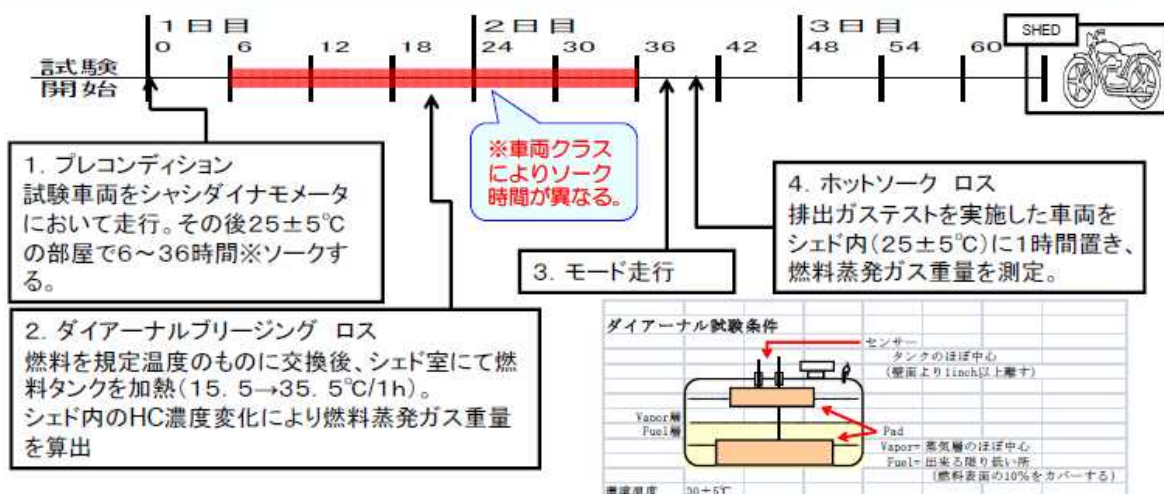 1日目 2日目 3日目
0 6 12 18 24 30 36 42 48 54 60
SHED
試験
開始
※車両クラス
によりソーク
時間が異なる。
1. プレコンディション
試験車両をシャシダイナモメータ
において走行。その後25±5℃
の部屋で6~36時間※ソークす
る。
2. ダイアーナルブリージング ロス
燃料を規定温度のものに交換後、シェド室にて燃
料タンクを加熱(15. 5→35. 5℃/1h)。
シェド内のHC濃度変化により燃料蒸発ガス重量
を算出
3. モード走行
4. ホットソーク ロス
排出ガステストを実施した車両を
シェド内(25±5℃)に1時間置き、
燃料蒸発ガス重量を測定。
ダイアーナル試験条件
センサー
タンクのほぼ中心
(壁面より1inch以上離す)
Vapor層
Fuel層
Pad
Vapor= 蒸気層のほぼ中心
Fuel= 出来る限り低い所
(燃料表面の10%をカバーする)
30±5℃